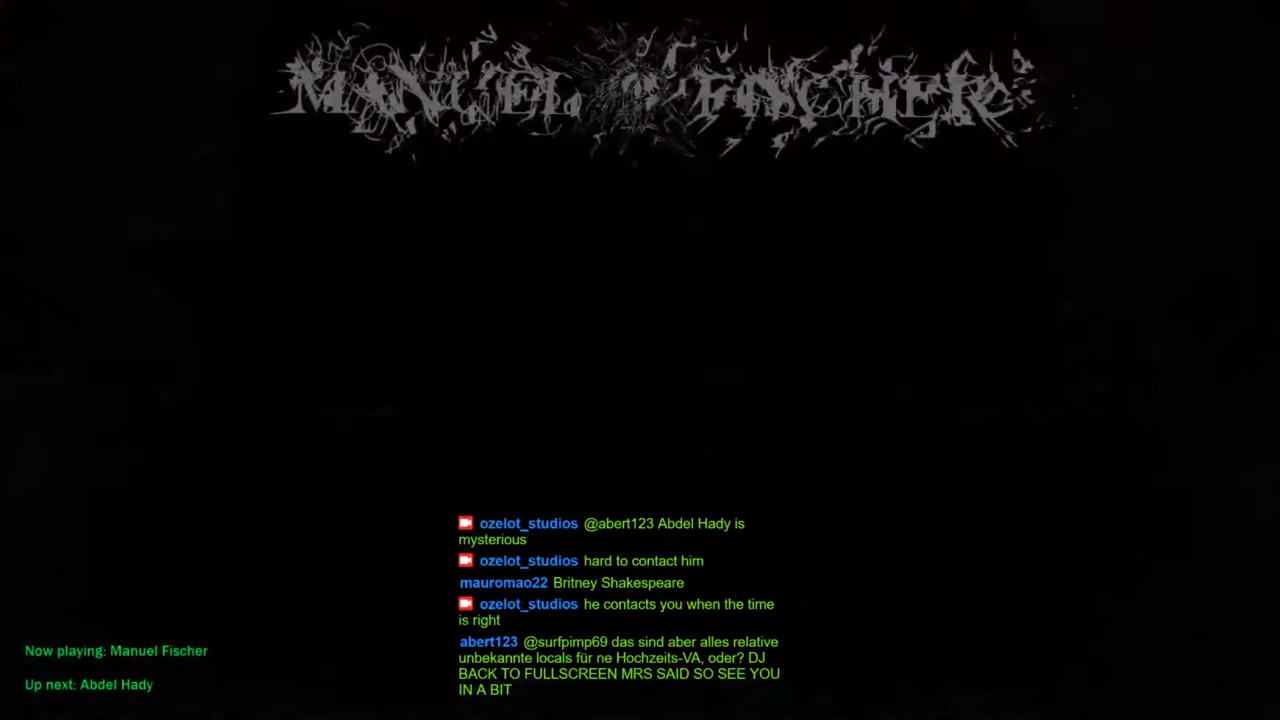 MANUEL FISCHER
ozelot_studios @abert123 Abdel Hady is
mysterious
ozelot_studios hard to contact him
mauromao22 Britney Shakespeare
ozelot_studios he contacts you when the time
is right
abert123 @surfpimp69 das sind aber alles relative
unbekannte locals für ne Hochzeits-VA, oder? DJ
BACK TO FULLSCREEN MRS SAID SO SEE YOU
IN A BIT
Now playing: Manuel Fischer
Up next: Abdel Hady